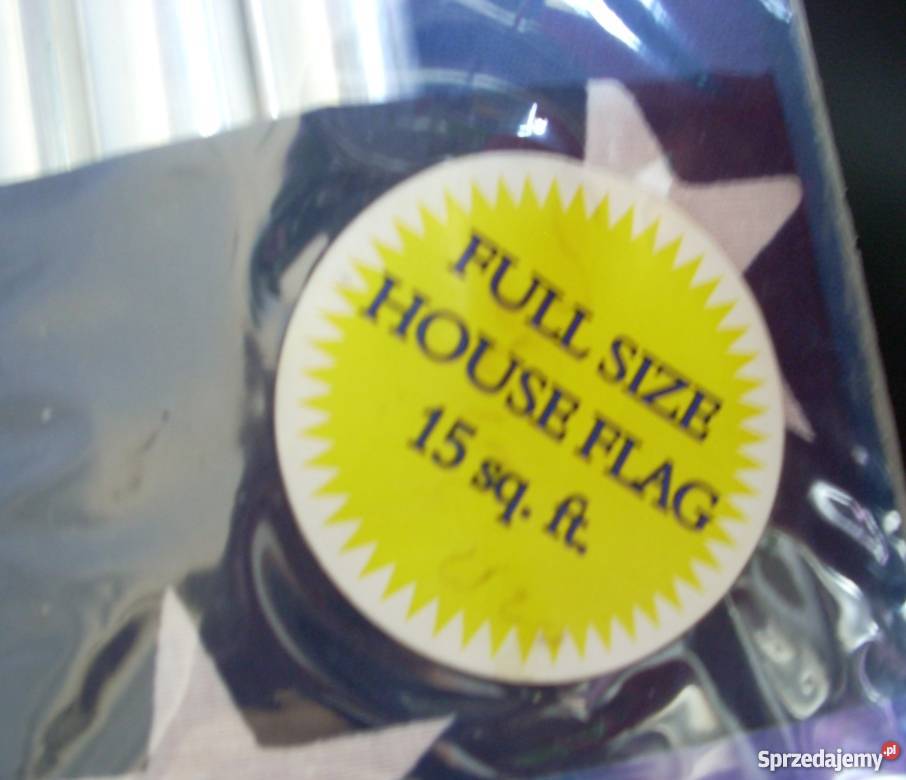 FULL SIZE
HOUSE FLAG
15 sq. ft.
Sprzedajemy.pl